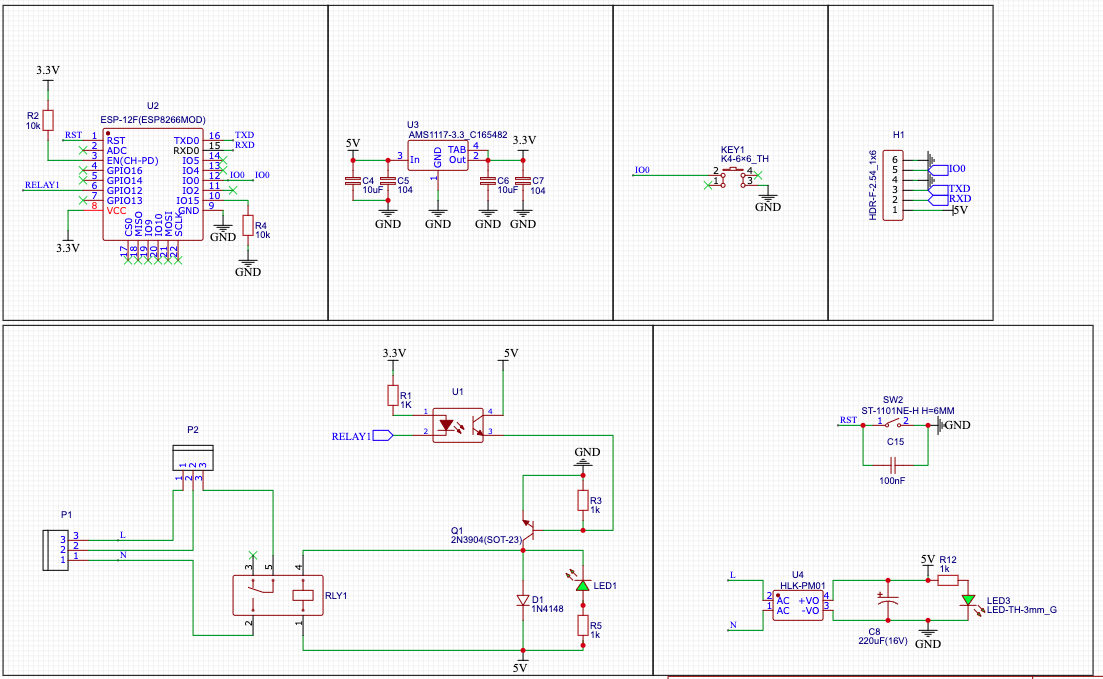 3.3V
R2
10k
U2
ESP-12F(ESP8266MOD)
RST
1
RST
TXD0
16
TXD
2
ADC
RXD0
15
RXD
3
EN(CH-PD)
IO5
14
4
GPIO16
IO4
13
5
GPIO14
IO0
12
IO0
IO0
RELAY1
6
GPIO12
IO2
11
7
GPIO13
IO15
10
8
VCC
GND
9
CS0
MISO
IO9
IO10
MOSI
SCLK
17
18
19
20
21
22
3.3V
GND
R4
10k
GND
U3
AMS1117-3.3_C165482
5V
3
In
GND
TAB
4
Out
2
1
3.3V
C4
10uF
C5
104
C6
10uF
C7
104
GND
GND
GND
GND
KEY1
K4-6×6_TH
IO0
2
4
1
3
GND
H1
HDR-F-2.54_1x6
6
5
IO0
4
3
TXD
2
RXD
1
5V
3.3V
5V
R1
1K
U1
1
4
RELAY1
2
3
P2
1
2
3
1
2
3
GND
R3
1k
Q1
2N3904(SOT-23)
P1
3
3
L
2
2
1
1
N
3
5
4
RLY1
2
1
D1
1N4148
LED1
R5
1k
5V
SW2
ST-1101NE-H H=6MM
RST
1
2
GND
C15
100nF
L
U4
HLK-PM01
2
AC
+VO
4
1
AC
-VO
3
N
5V
R12
1k
C8
220uF(16V)
LED3
LED-TH-3mm_G
GND